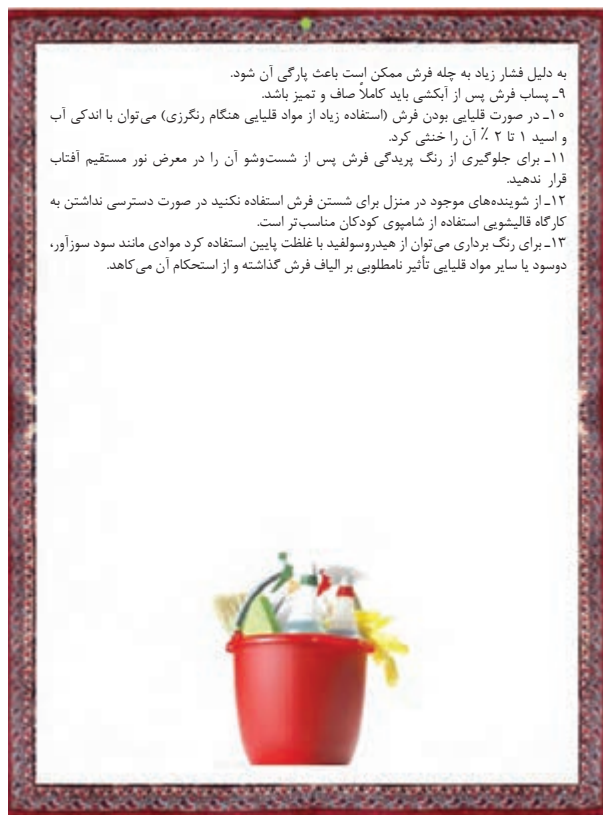 به دلیل فشار زیاد به چله فرش ممکن است باعث پارگی آن شود.
۹ـ پساب فرش پس از آبکشی باید کاملاً صاف و تمیز باشد.
۱۰ـ در صورت قلیایی بودن فرش (استفاده زیاد از مواد قلیایی هنگام رنگرزی) می‌توان با اندکی آب
و اسید ۱ تا ۲ ٪ آن را خنثی کرد.
۱۱ـ برای جلوگیری از رنگ پریدگی فرش پس از شست‌وشو آن را در معرض نور مستقیم آفتاب
قرار ندهید.
۱۲ـ از شوینده‌های موجود در منزل برای شستن فرش استفاده نکنید در صورت دسترسی نداشتن به
کارگاه قالیشویی استفاده از شامپوی کودکان مناسب‌تر است.
۱۳ـ برای رنگ برداری می‌توان از هیدروسولفید با غلظت پایین استفاده کرد موادی مانند سود سوزآور،
دوسود یا سایر مواد قلیایی تأثیر نامطلوبی بر الیاف فرش گذاشته و از استحکام آن می‌کاهد.